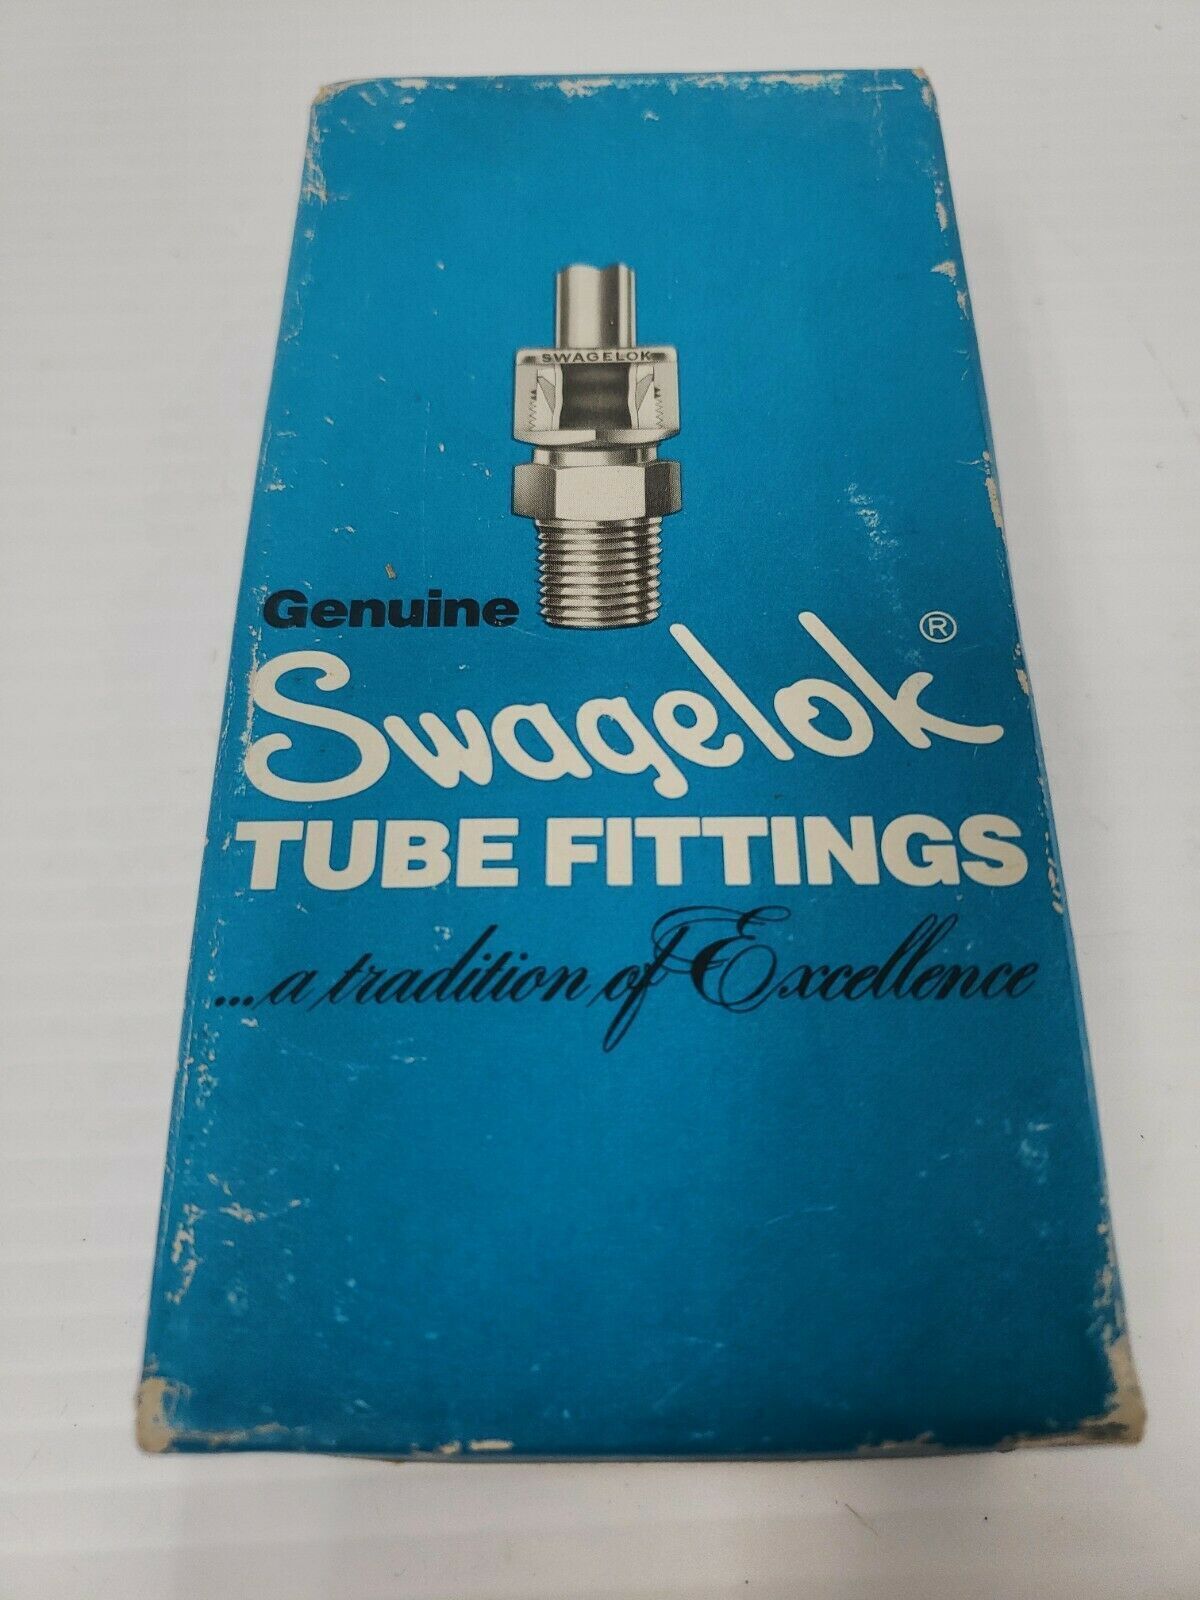 SWAGELOK
Genuine
Swagelok ®
TUBE FITTINGS
...a tradition of Excellence